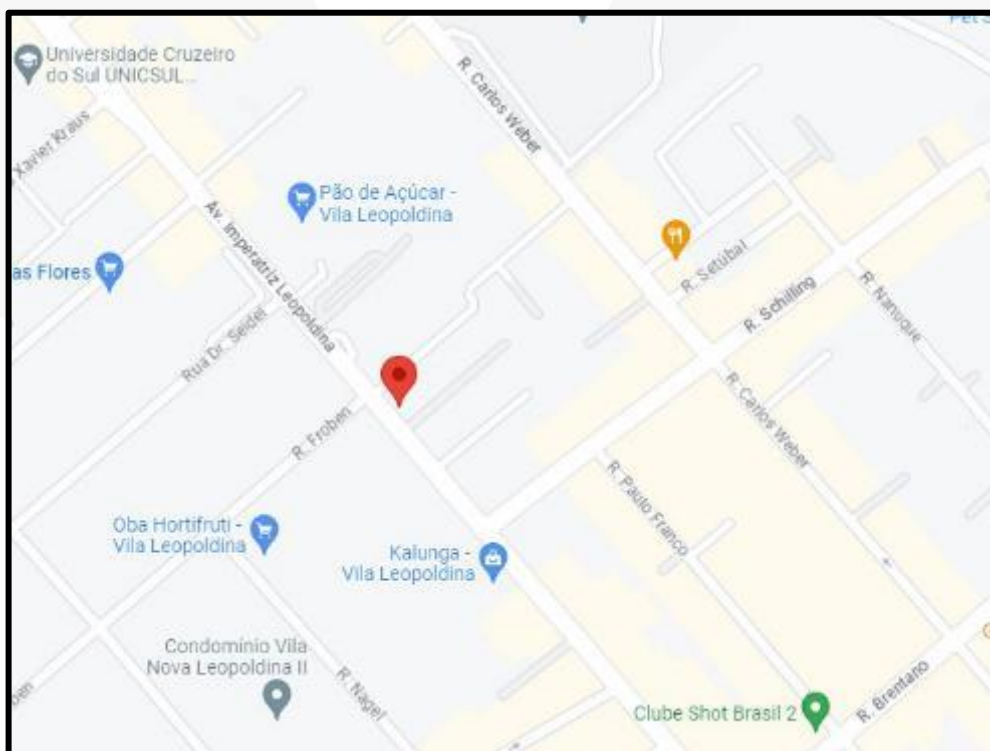 Universidade Cruzeiro
do Sul UNICSUL...
Xavier Kraus
R. Carlos Weber
Pão de Açúcar -
Vila Leopoldina
Av. Imperatriz Leopoldina
as Flores
R. Setúbal
R. Schilling
R. Nanuque
Rua Dr. Seidel
R. Froben
R. Carlos Weber
R. Paulo Franco
Oba Hortifruti -
Vila Leopoldina
Kalunga -
Vila Leopoldina
Condomínio Vila
Nova Leopoldina II
R. Nagel
Clube Shot Brasil 2
R. Brentano